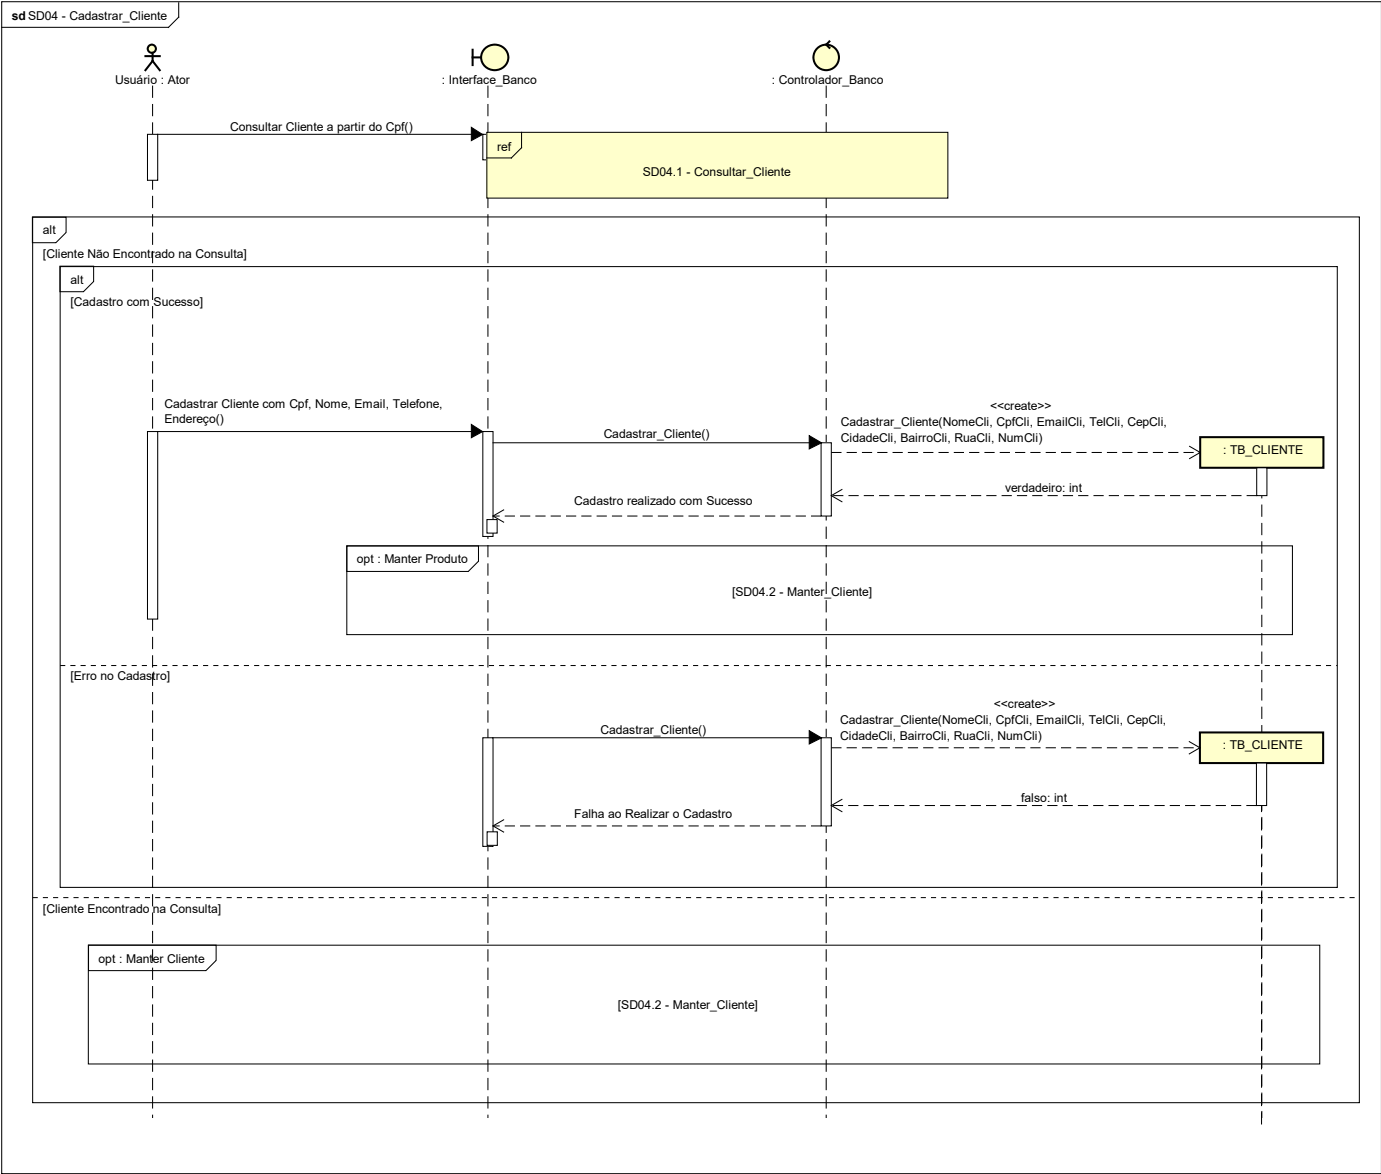 sd SD04 - Cadastrar_Cliente
Usuário : Ator
: Interface_Banco
: Controlador_Banco
Consultar Cliente a partir do Cpf()
ref
SD04.1 - Consultar_Cliente
alt
[Cliente Não Encontrado na Consulta]
alt
[Cadastro com Sucesso]
Cadastrar Cliente com Cpf, Nome, Email, Telefone,
Endereço()
Cadastrar_Cliente()
<<create>>
Cadastrar_Cliente(NomeCli, CpfCli, EmailCli, TelCli, CepCli,
CidadeCli, BairroCli, RuaCli, NumCli)
: TB_CLIENTE
verdadeiro: int
Cadastro realizado com Sucesso
opt : Manter Produto
[SD04.2 - Manter_Cliente]
[Erro no Cadastro]
Cadastrar_Cliente()
<<create>>
Cadastrar_Cliente(NomeCli, CpfCli, EmailCli, TelCli, CepCli,
CidadeCli, BairroCli, RuaCli, NumCli)
: TB_CLIENTE
falso: int
Falha ao Realizar o Cadastro
[Cliente Encontrado na Consulta]
opt : Manter Cliente
[SD04.2 - Manter_Cliente]